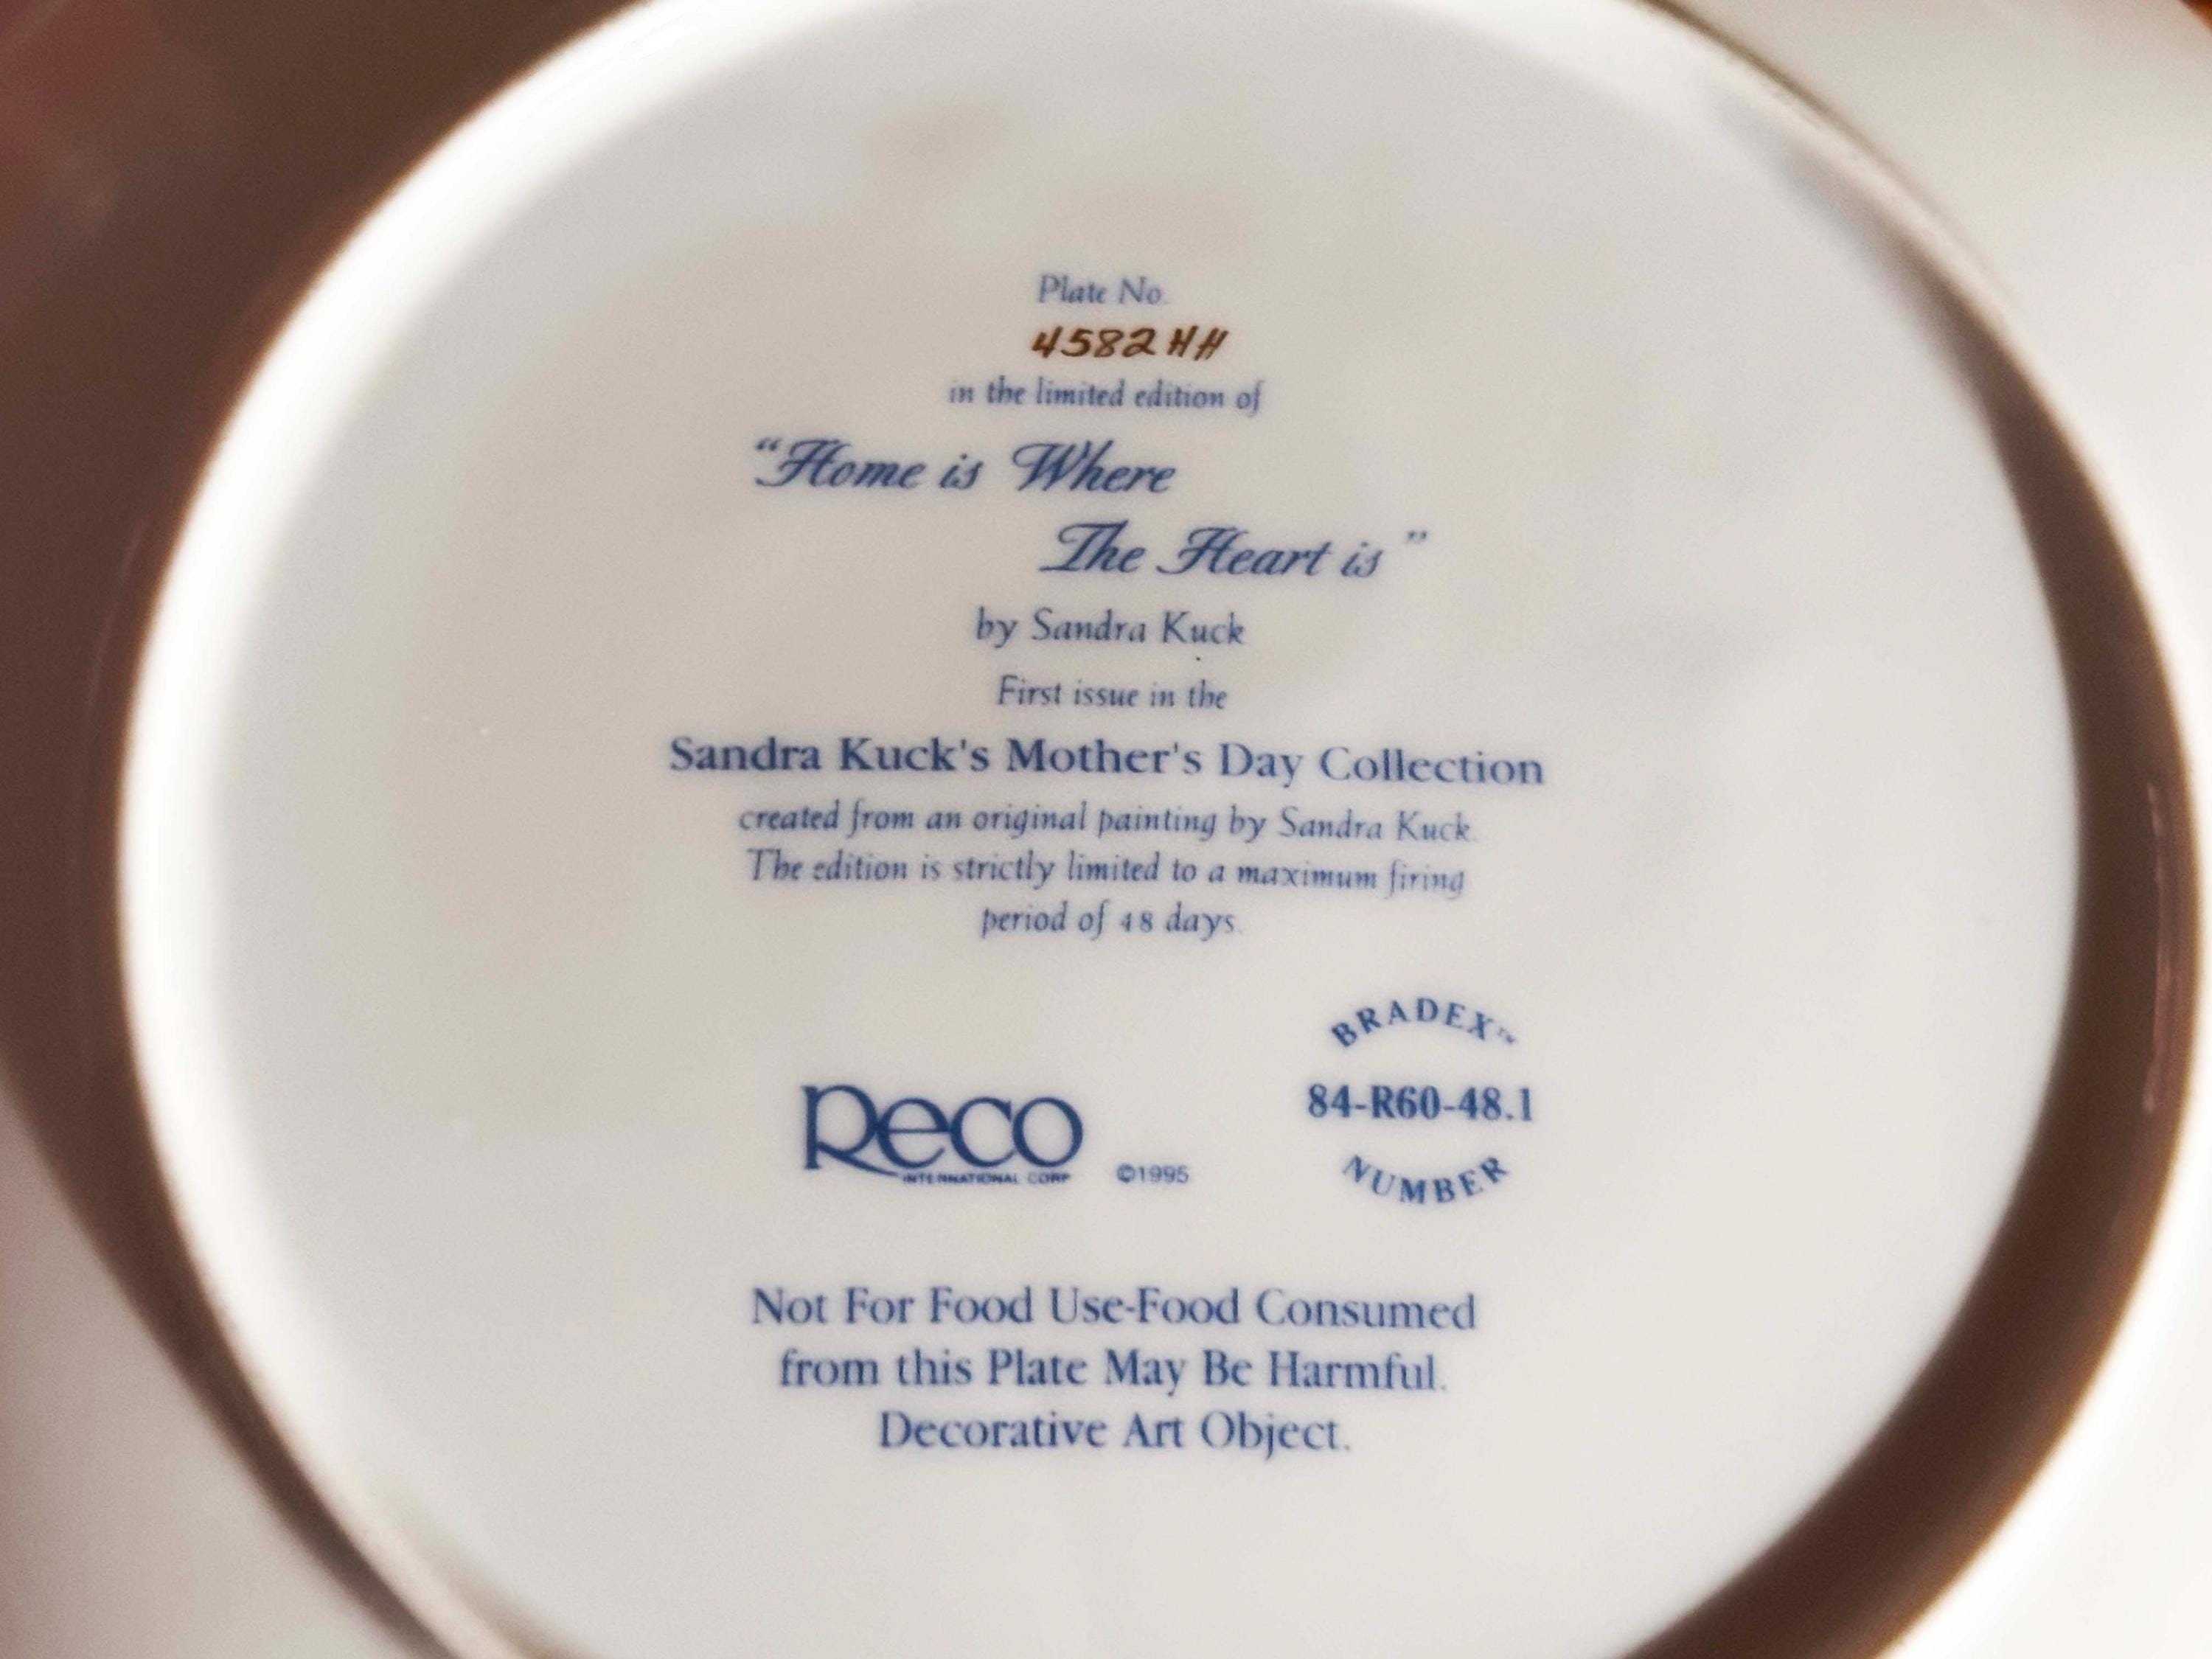 Plate No.
4582HH
in the limited edition of
“Home is Where
The Heart is”
by Sandra Kuck
First issue in the
Sandra Kuck's Mother's Day Collection
created from an original painting by Sandra Kuck.
The edition is strictly limited to a maximum firing
period of 48 days.
BRADEX™
84-R60-48.1
NUMBER
Reco
INTERNATIONAL CORP
©1995
Not For Food Use-Food Consumed
from this Plate May Be Harmful.
Decorative Art Object.